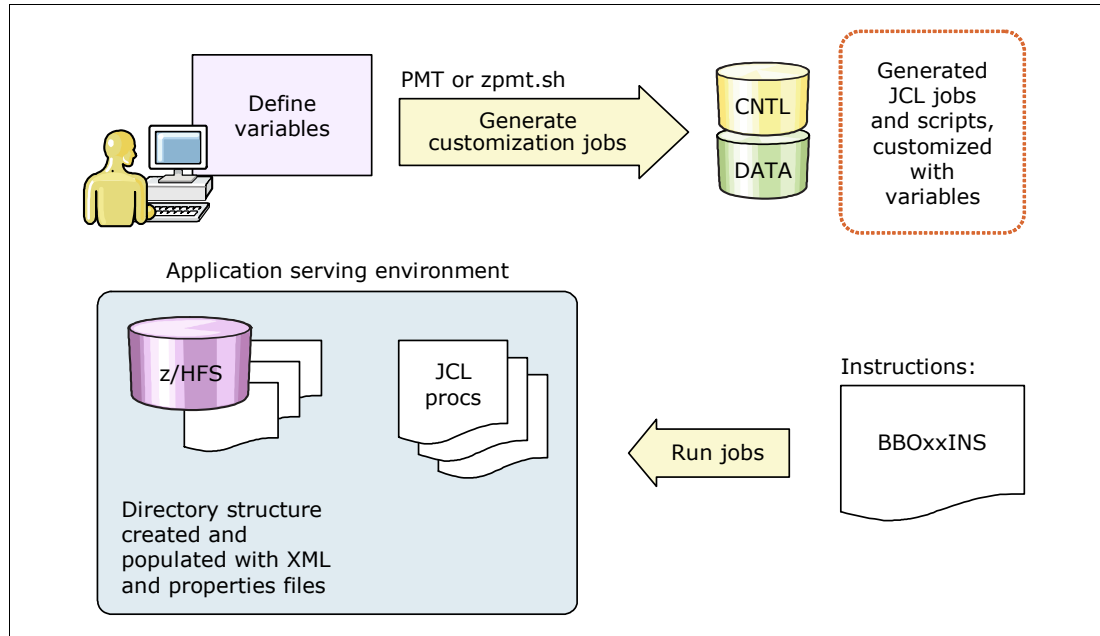 Define
variables
PMT or zpmt.sh
Generate
customization jobs
CNTL
DATA
Generated
JCL jobs
and scripts,
customized
with
variables
Application serving environment
z/HFS
JCL
procs
Directory structure
created and
populated with XML
and properties files
Run jobs
Instructions:
BBOxxINS